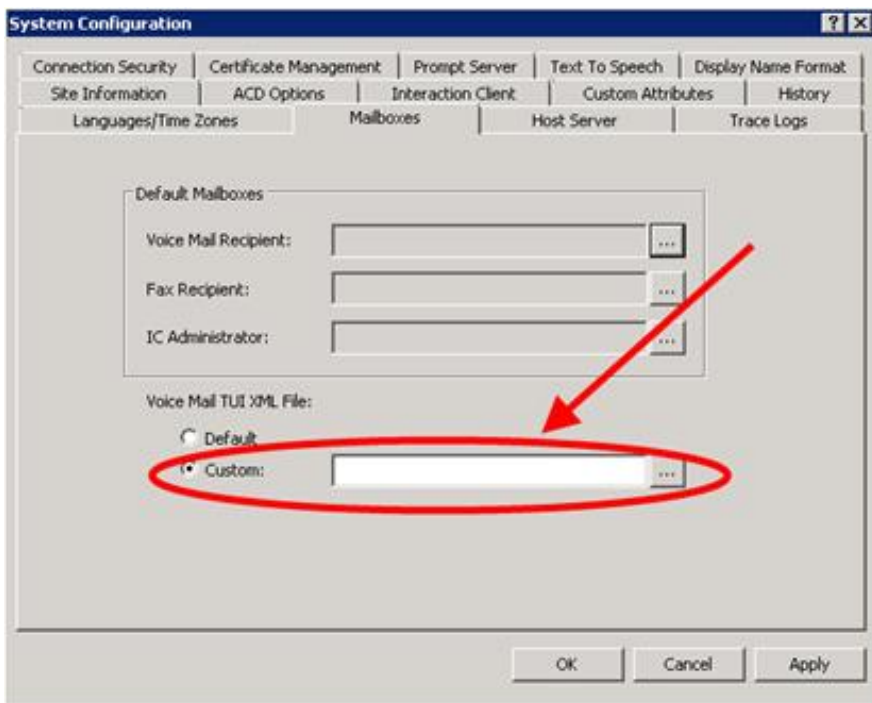 System Configuration ? X
Connection Security Certificate Management Prompt Server Text To Speech Display Name Format
Site Information ACD Options Interaction Client Custom Attributes History
Languages/Time Zones Mailboxes Host Server Trace Logs
Default Mailboxes
Voice Mail Recipient: ...
Fax Recipient: ...
IC Administrator: ...
Voice Mail TUI XML File:
Default
Custom: ...
OK Cancel Apply